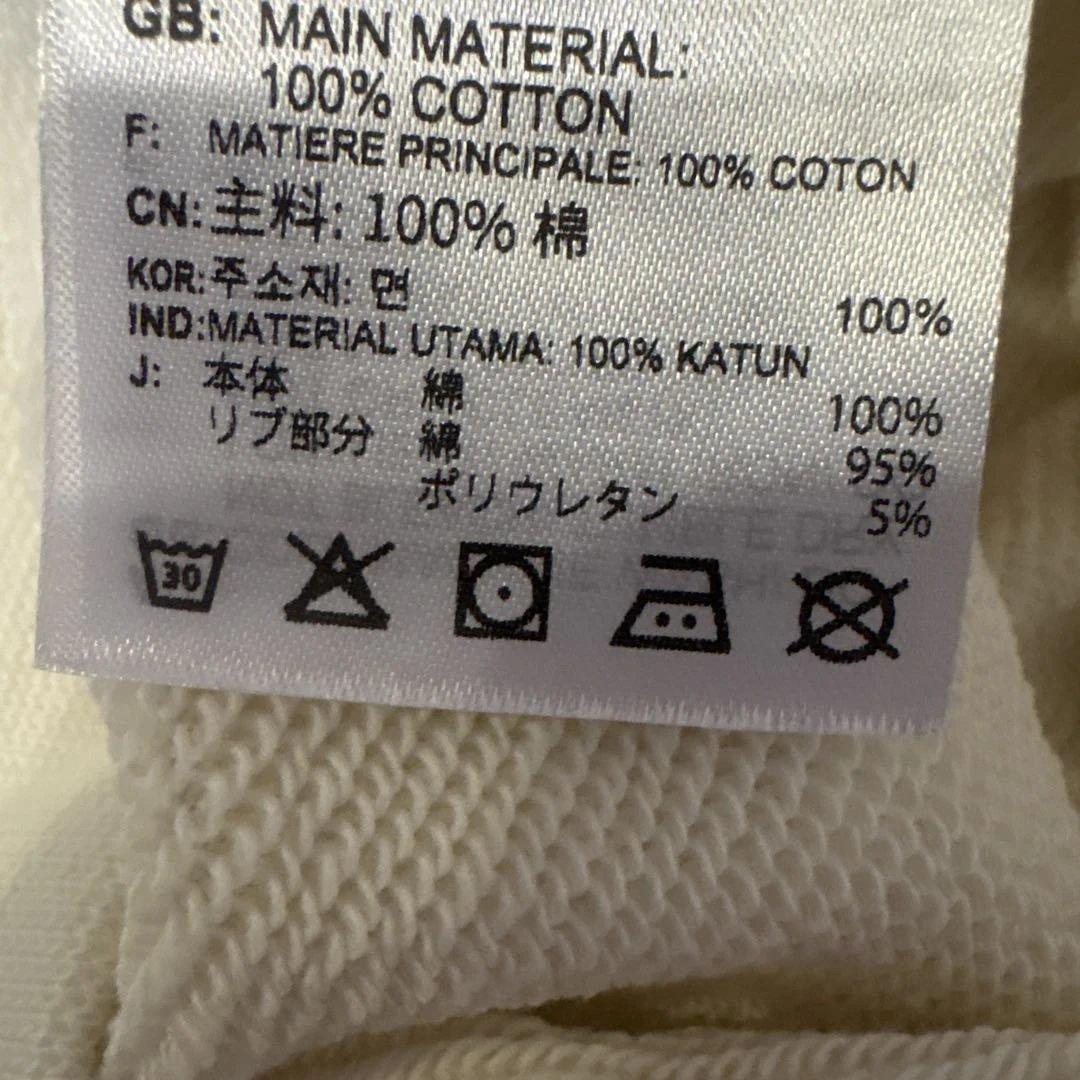 GB: MAIN MATERIAL:
100% COTTON
F: MATIERE PRINCIPALE: 100% COTON
CN: 主料: 100% 棉
KOR: 주소재: 면 100%
IND: MATERIAL UTAMA: 100% KATUN
J: 本体 綿 100%
リブ部分 綿 95%
ポリウレタン 5%
30